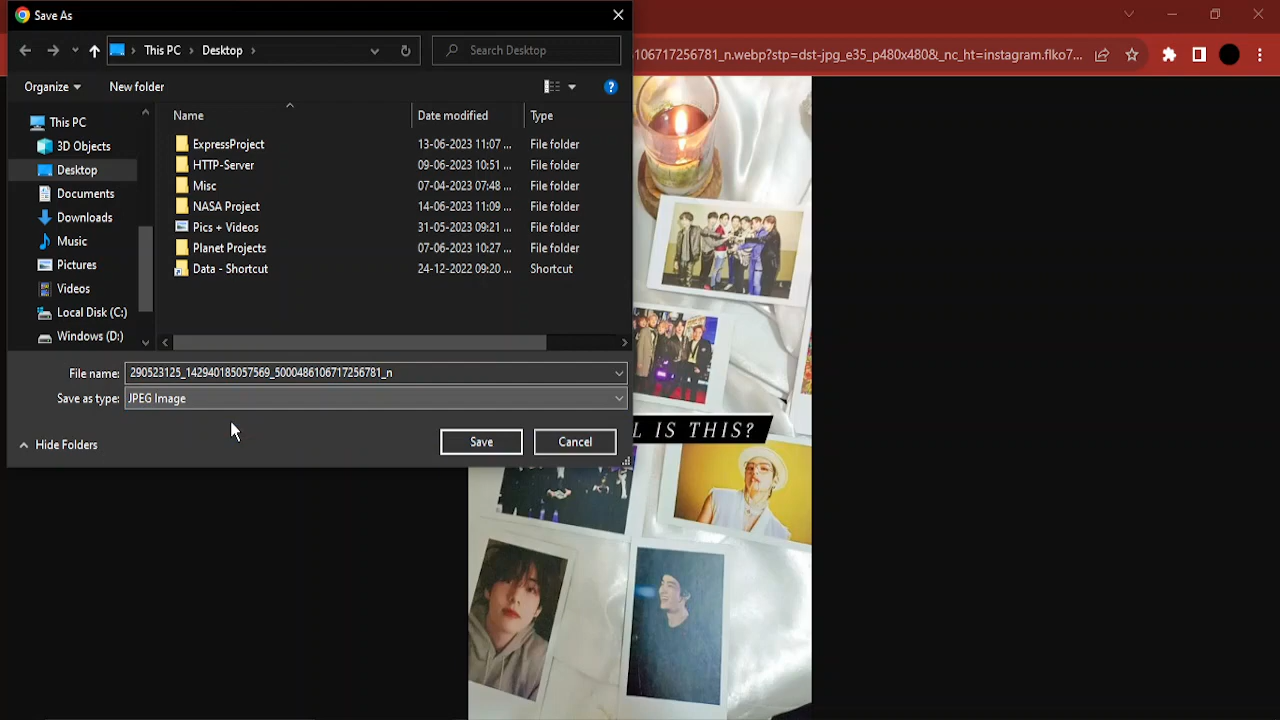 Save As
This PC
Desktop
Search Desktop
106717256781_n.webp?stp=dst-jpg_e35_p480x480&_nc_ht=instagram.flko7...
Organize
New folder
?
This PC
3D Objects
Desktop
Documents
Downloads
Music
Pictures
Videos
Local Disk (C:)
Windows (D:)
Name Date modified Type
ExpressProject 13-06-2023 11:07 ... File folder
HTTP-Server 09-06-2023 10:51 ... File folder
Misc 07-04-2023 07:48 ... File folder
NASA Project 14-06-2023 11:09 ... File folder
Pics + Videos 31-05-2023 09:21 ... File folder
Planet Projects 07-06-2023 10:27 ... File folder
Data - Shortcut 24-12-2022 09:20 ... Shortcut
File name: 290523125_142940185057569_5000486106717256781_n
Save as type: JPEG Image
Hide Folders
Save
Cancel
L IS THIS?